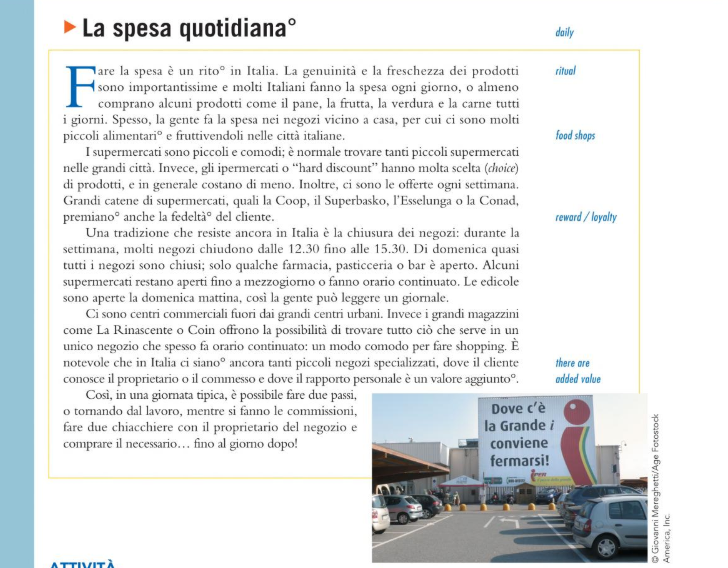 ▶ La spesa quotidiana°
daily
Fare la spesa è un rito° in Italia. La genuinità e la freschezza dei prodotti
ritual
sono importantissime e molti Italiani fanno la spesa ogni giorno, o almeno
comprano alcuni prodotti come il pane, la frutta, la verdura e la carne tutti
i giorni. Spesso, la gente fa la spesa nei negozi vicino a casa, per cui ci sono molti
piccoli alimentari° e fruttivendoli nelle città italiane.
food shops
I supermercati sono piccoli e comodi; è normale trovare tanti piccoli supermercati
nelle grandi città. Invece, gli ipermercati o “hard discount” hanno molta scelta (choice)
di prodotti, e in generale costano di meno. Inoltre, ci sono le offerte ogni settimana.
Grandi catene di supermercati, quali la Coop, il Superbasko, l’Esselunga o la Conad,
premiano° anche la fedeltà° del cliente.
reward / loyalty
Una tradizione che resiste ancora in Italia è la chiusura dei negozi: durante la
settimana, molti negozi chiudono dalle 12.30 fino alle 15.30. Di domenica quasi
tutti i negozi sono chiusi; solo qualche farmacia, pasticceria o bar è aperto. Alcuni
supermercati restano aperti fino a mezzogiorno o fanno orario continuato. Le edicole
sono aperte la domenica mattina, così la gente può leggere un giornale.
Ci sono centri commerciali fuori dai grandi centri urbani. Invece i grandi magazzini
come La Rinascente o Coin offrono la possibilità di trovare tutto ciò che serve in un
unico negozio che spesso fa orario continuato: un modo comodo per fare shopping. È
notevole che in Italia ci siano° ancora tanti piccoli negozi specializzati, dove il cliente
there are
conosce il proprietario o il commesso e dove il rapporto personale è un valore aggiunto°.
added value
Così, in una giornata tipica, è possibile fare due passi,
o tornando dal lavoro, mentre si fanno le commissioni,
fare due chiacchiere con il proprietario del negozio e
comprare il necessario… fino al giorno dopo!
Dove c’è
la Grande i
conviene
fermarsi!
© Giovanni Mereghetti/Age Fotostock
America, Inc.
ATTIVITÀ